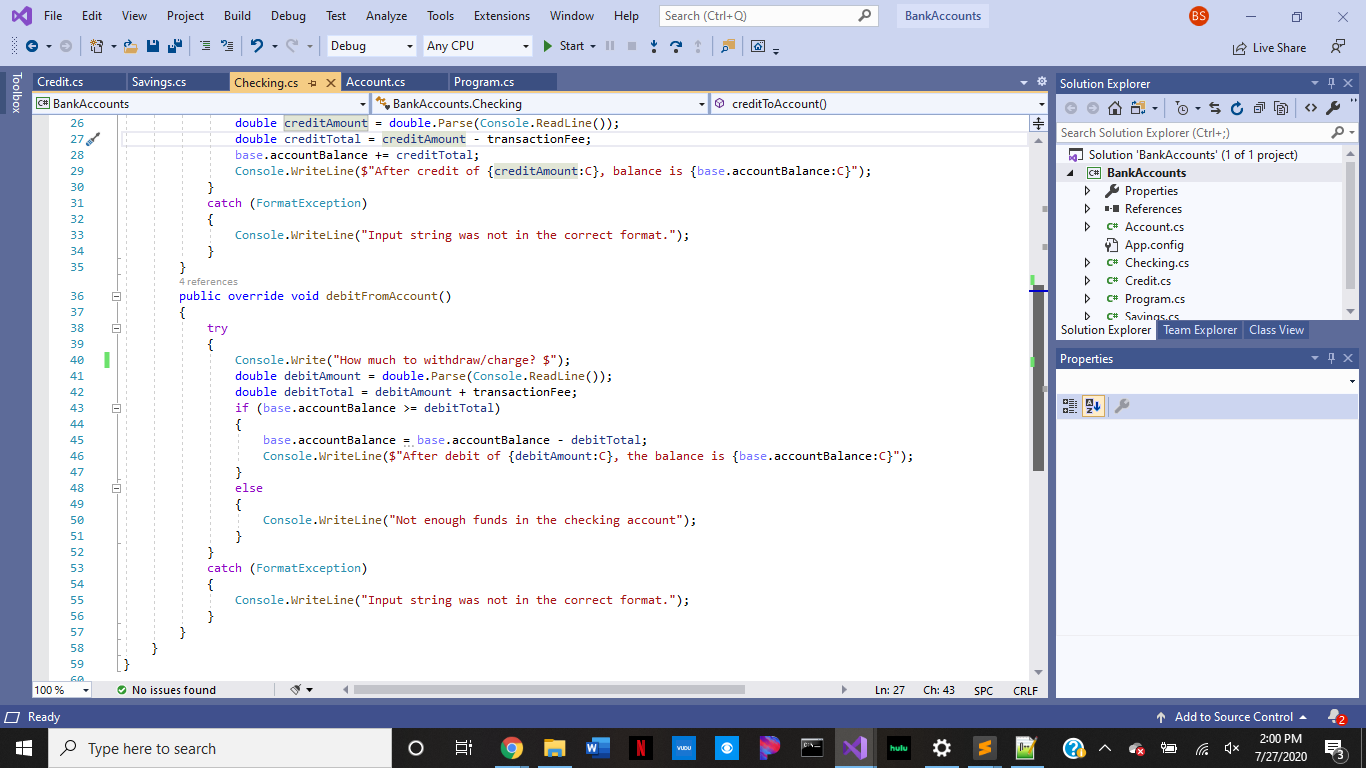 File Edit View Project Build Debug Test Analyze Tools Extensions Window Help Search (Ctrl+Q) BankAccounts BS
Debug Any CPU Start Live Share
Toolbox
Credit.cs Savings.cs Checking.cs Account.cs Program.cs
C# BankAccounts BankAccounts.Checking creditToAccount()
26 double creditAmount = double.Parse(Console.ReadLine());
27 double creditTotal = creditAmount - transactionFee;
28 base.accountBalance += creditTotal;
29 Console.WriteLine($"After credit of {creditAmount:C}, balance is {base.accountBalance:C}");
30 }
31 catch (FormatException)
32 {
33 Console.WriteLine("Input string was not in the correct format.");
34 }
35 }
4 references
36 public override void debitFromAccount()
37 {
38 try
39 {
40 Console.Write("How much to withdraw/charge? $");
41 double debitAmount = double.Parse(Console.ReadLine());
42 double debitTotal = debitAmount + transactionFee;
43 if (base.accountBalance >= debitTotal)
44 {
45 base.accountBalance = base.accountBalance - debitTotal;
46 Console.WriteLine($"After debit of {debitAmount:C}, the balance is {base.accountBalance:C}");
47 }
48 else
49 {
50 Console.WriteLine("Not enough funds in the checking account");
51 }
52 }
53 catch (FormatException)
54 {
55 Console.WriteLine("Input string was not in the correct format.");
56 }
57 }
58 }
59 }
60
100 % No issues found Ln: 27 Ch: 43 SPC CRLF
Solution Explorer
Search Solution Explorer (Ctrl+;)
Solution 'BankAccounts' (1 of 1 project)
C# BankAccounts
Properties
References
C# Account.cs
App.config
C# Checking.cs
C# Credit.cs
C# Program.cs
C# Savings.cs
Solution Explorer Team Explorer Class View
Properties
Ready Add to Source Control 2
Type here to search W N VUDU hulu S 2:00 PM
7/27/2020 3